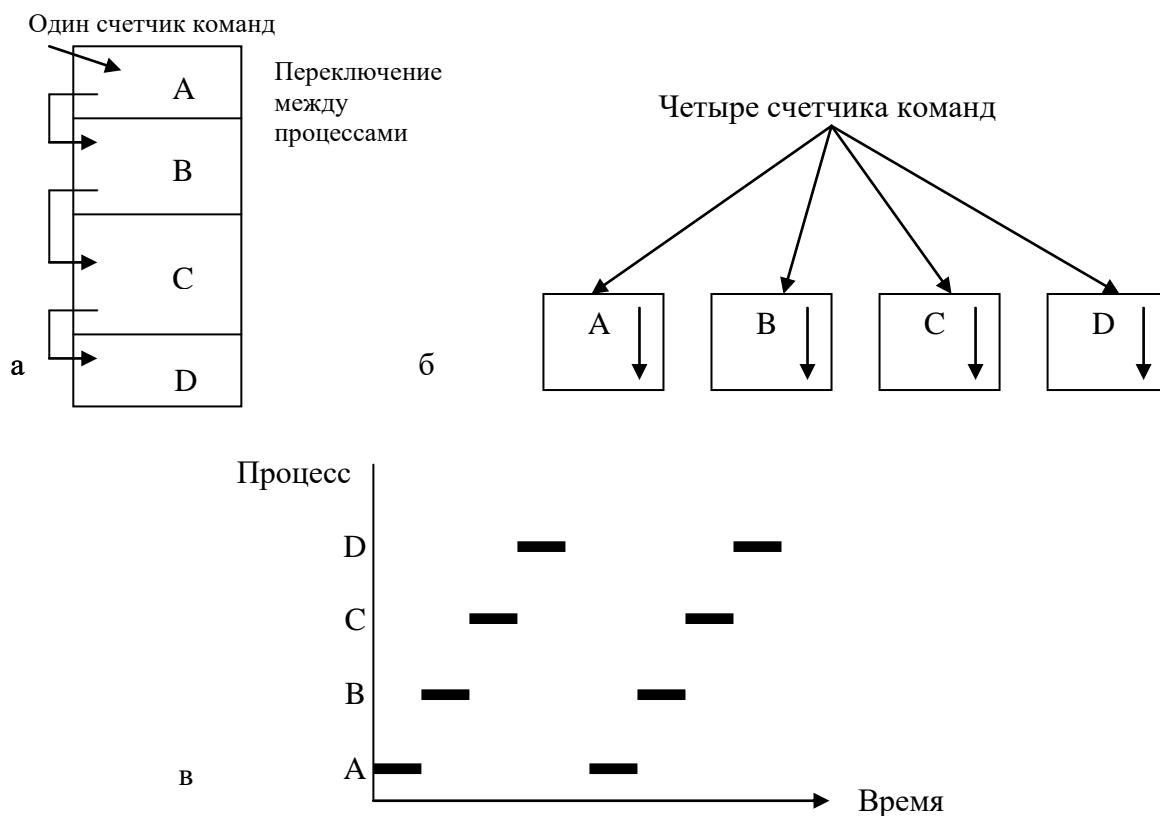 Один счетчик команд
A
B
C
D
Переключение
между
процессами
а
Четыре счетчика команд
A
B
C
D
б
Процесс
D
C
B
A
в
Время